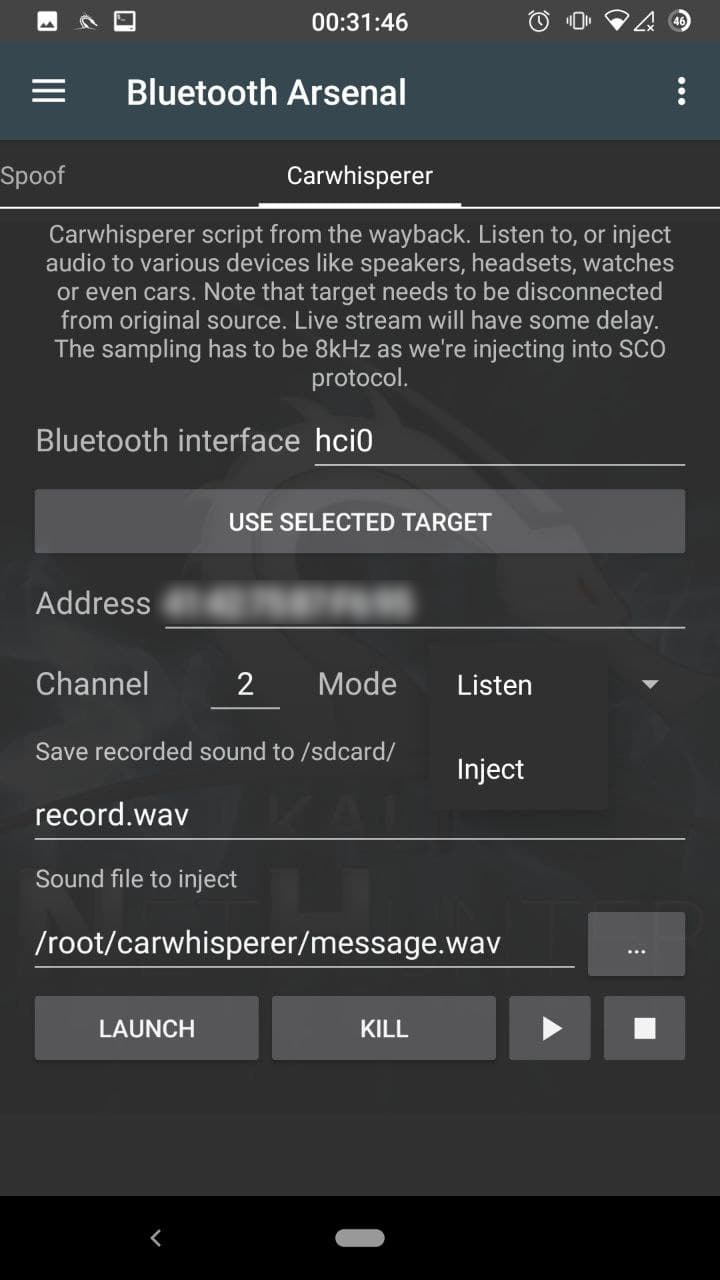 00:31:46
46
Bluetooth Arsenal
Spoof
Carwhisperer
Carwhisperer script from the wayback. Listen to, or inject
audio to various devices like speakers, headsets, watches
or even cars. Note that target needs to be disconnected
from original source. Live stream will have some delay.
The sampling has to be 8kHz as we're injecting into SCO
protocol.
Bluetooth interface hci0
USE SELECTED TARGET
Address
Channel 2 Mode Listen
Inject
Save recorded sound to /sdcard/
record.wav
KALI
Sound file to inject
NETHUNTER
/root/carwhisperer/message.wav ...
LAUNCH KILL